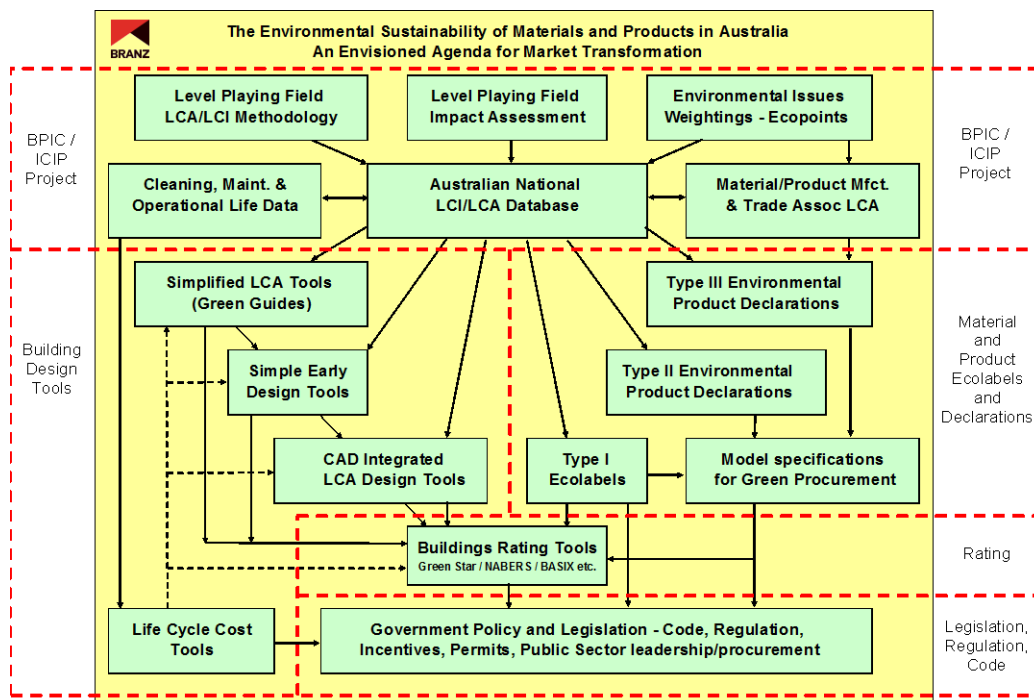 The Environmental Sustainability of Materials and Products in Australia
An Envisioned Agenda for Market Transformation
BRANZ
Level Playing Field
LCA/LCI Methodology
Level Playing Field
Impact Assessment
Environmental Issues
Weightings - Ecopoints
BPIC /
ICIP
Project
BPIC /
ICIP
Project
Cleaning, Maint. &
Operational Life Data
Australian National
LCI/LCA Database
Material/Product Mfct.
& Trade Assoc LCA
Simplified LCA Tools
(Green Guides)
Type III Environmental
Product Declarations
Building
Design
Tools
Material
and
Product
Ecolabels
and
Declarations
Simple Early
Design Tools
Type II Environmental
Product Declarations
CAD Integrated
LCA Design Tools
Type I
Ecolabels
Model specifications
for Green Procurement
Buildings Rating Tools
Green Star / NABERS / BASIX etc.
Rating
Life Cycle Cost
Tools
Government Policy and Legislation - Code, Regulation,
Incentives, Permits, Public Sector leadership/procurement
Legislation,
Regulation,
Code